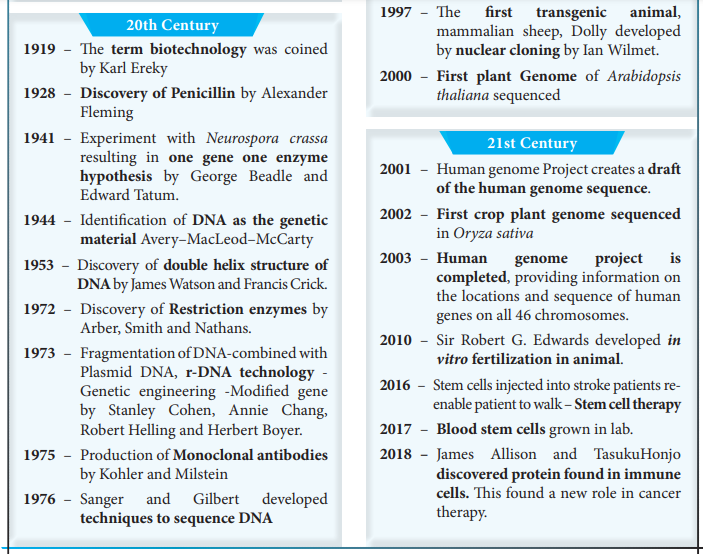 20th Century
1919 – The term biotechnology was coined
by Karl Ereky
1928 – Discovery of Penicillin by Alexander
Fleming
1941 – Experiment with Neurospora crassa
resulting in one gene one enzyme
hypothesis by George Beadle and
Edward Tatum.
1944 – Identification of DNA as the genetic
material Avery–MacLeod–McCarty
1953 – Discovery of double helix structure of
DNA by James Watson and Francis Crick.
1972 – Discovery of Restriction enzymes by
Arber, Smith and Nathans.
1973 – Fragmentation of DNA-combined with
Plasmid DNA, r-DNA technology -
Genetic engineering -Modified gene
by Stanley Cohen, Annie Chang,
Robert Helling and Herbert Boyer.
1975 – Production of Monoclonal antibodies
by Kohler and Milstein
1976 – Sanger and Gilbert developed
techniques to sequence DNA
1997 – The first transgenic animal,
mammalian sheep, Dolly developed
by nuclear cloning by Ian Wilmet.
2000 – First plant Genome of Arabidopsis
thaliana sequenced
21st Century
2001 – Human genome Project creates a draft
of the human genome sequence.
2002 – First crop plant genome sequenced
in Oryza sativa
2003 – Human genome project is
completed, providing information on
the locations and sequence of human
genes on all 46 chromosomes.
2010 – Sir Robert G. Edwards developed in
vitro fertilization in animal.
2016 – Stem cells injected into stroke patients re-
enable patient to walk – Stem cell therapy
2017 – Blood stem cells grown in lab.
2018 – James Allison and TasukuHonjo
discovered protein found in immune
cells. This found a new role in cancer
therapy.